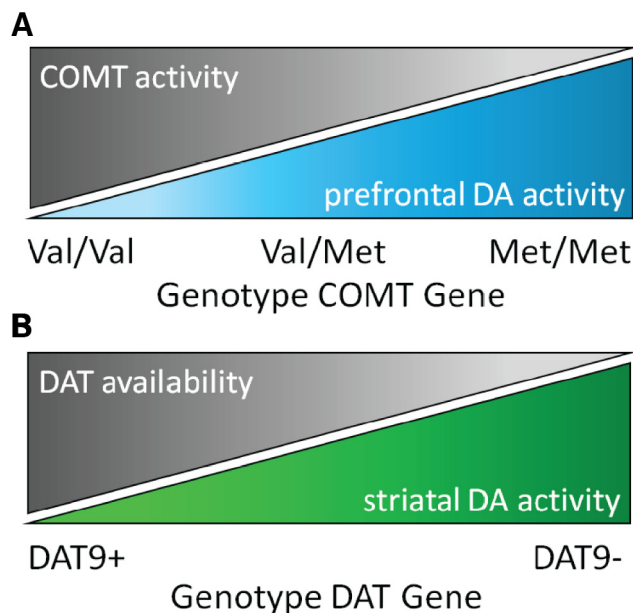 A
COMT activity
prefrontal DA activity
Val/Val Val/Met Met/Met
Genotype COMT Gene
B
DAT availability
striatal DA activity
DAT9+ DAT9-
Genotype DAT Gene